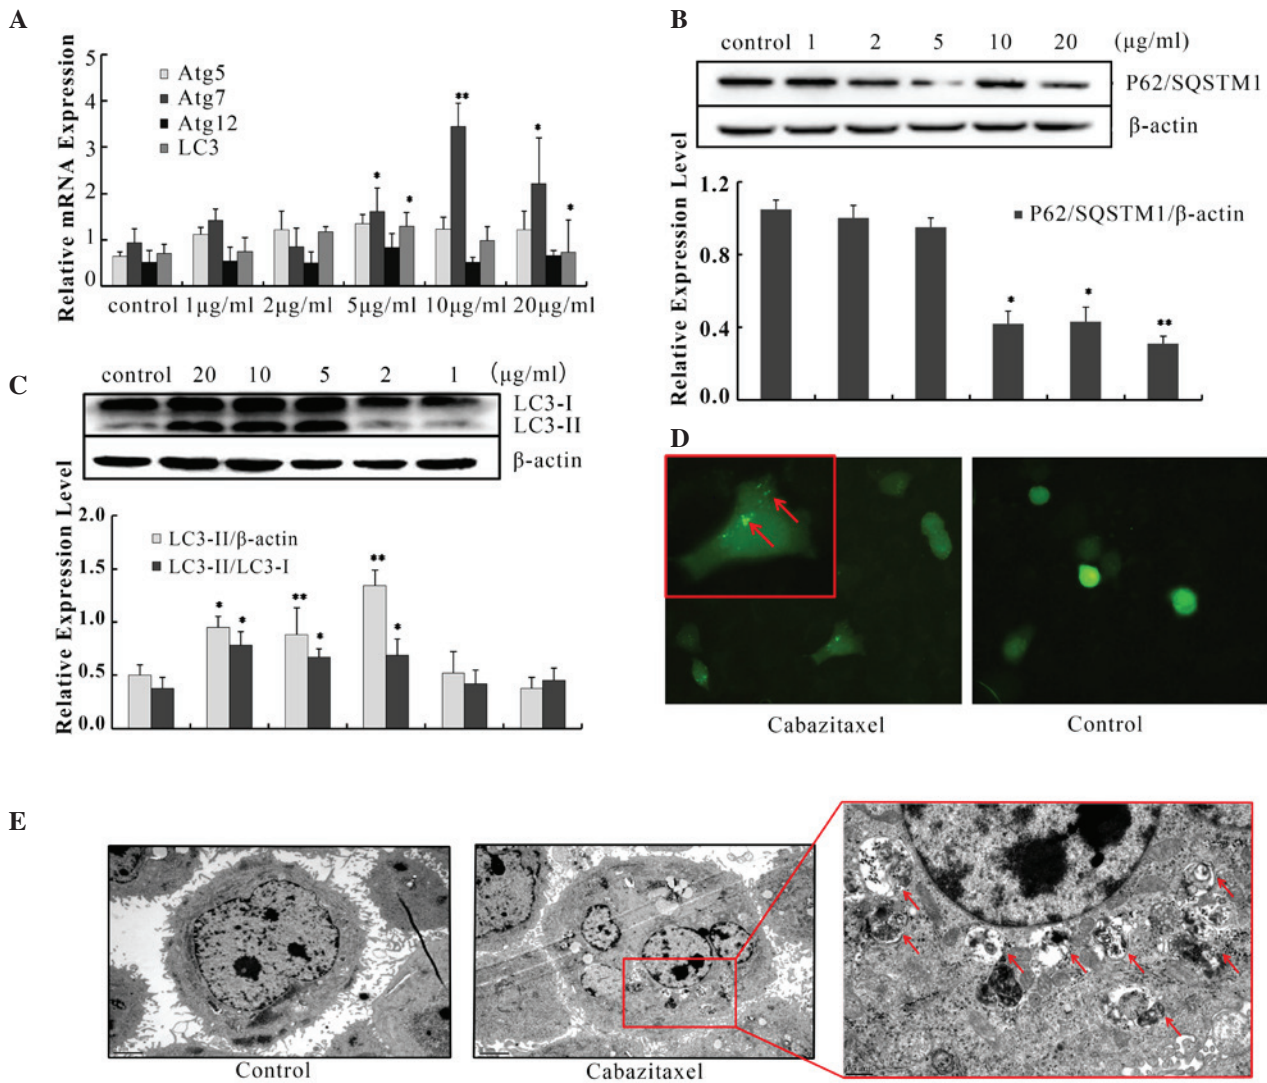 A
Relative mRNA Expression
5
4
3
2
1
0
Atg5
Atg7
Atg12
LC3
*
*
**
*
*
control 1μg/ml 2μg/ml 5μg/ml 10μg/ml 20μg/ml
B
control 1 2 5 10 20 (μg/ml)
P62/SQSTM1
β-actin
Relative Expression Level
1.2
0.8
0.4
0.0
P62/SQSTM1/β-actin
*
*
**
C
control 20 10 5 2 1 (μg/ml)
LC3-I
LC3-II
β-actin
Relative Expression Level
2.0
1.5
1.0
0.5
0.0
LC3-II/β-actin
LC3-II/LC3-I
*
*
**
*
**
*
D
Cabazitaxel
Control
E
Control
Cabazitaxel